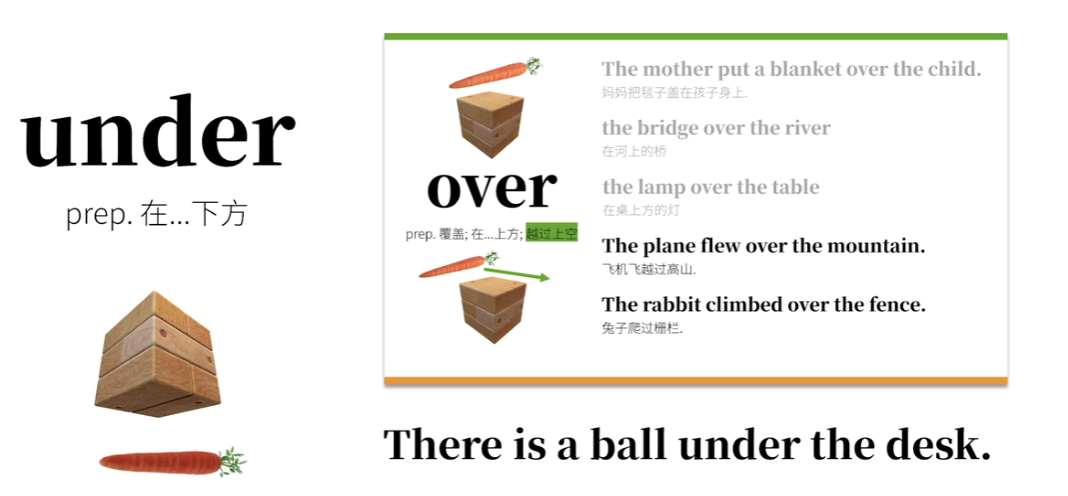 under
prep. 在...下方
over
prep. 覆盖; 在...上方; 越过上空
The mother put a blanket over the child.
妈妈把毯子盖在孩子身上.
the bridge over the river
在河上的桥
the lamp over the table
在桌上方的灯
The plane flew over the mountain.
飞机飞越过高山.
The rabbit climbed over the fence.
兔子爬过栅栏.
There is a ball under the desk.